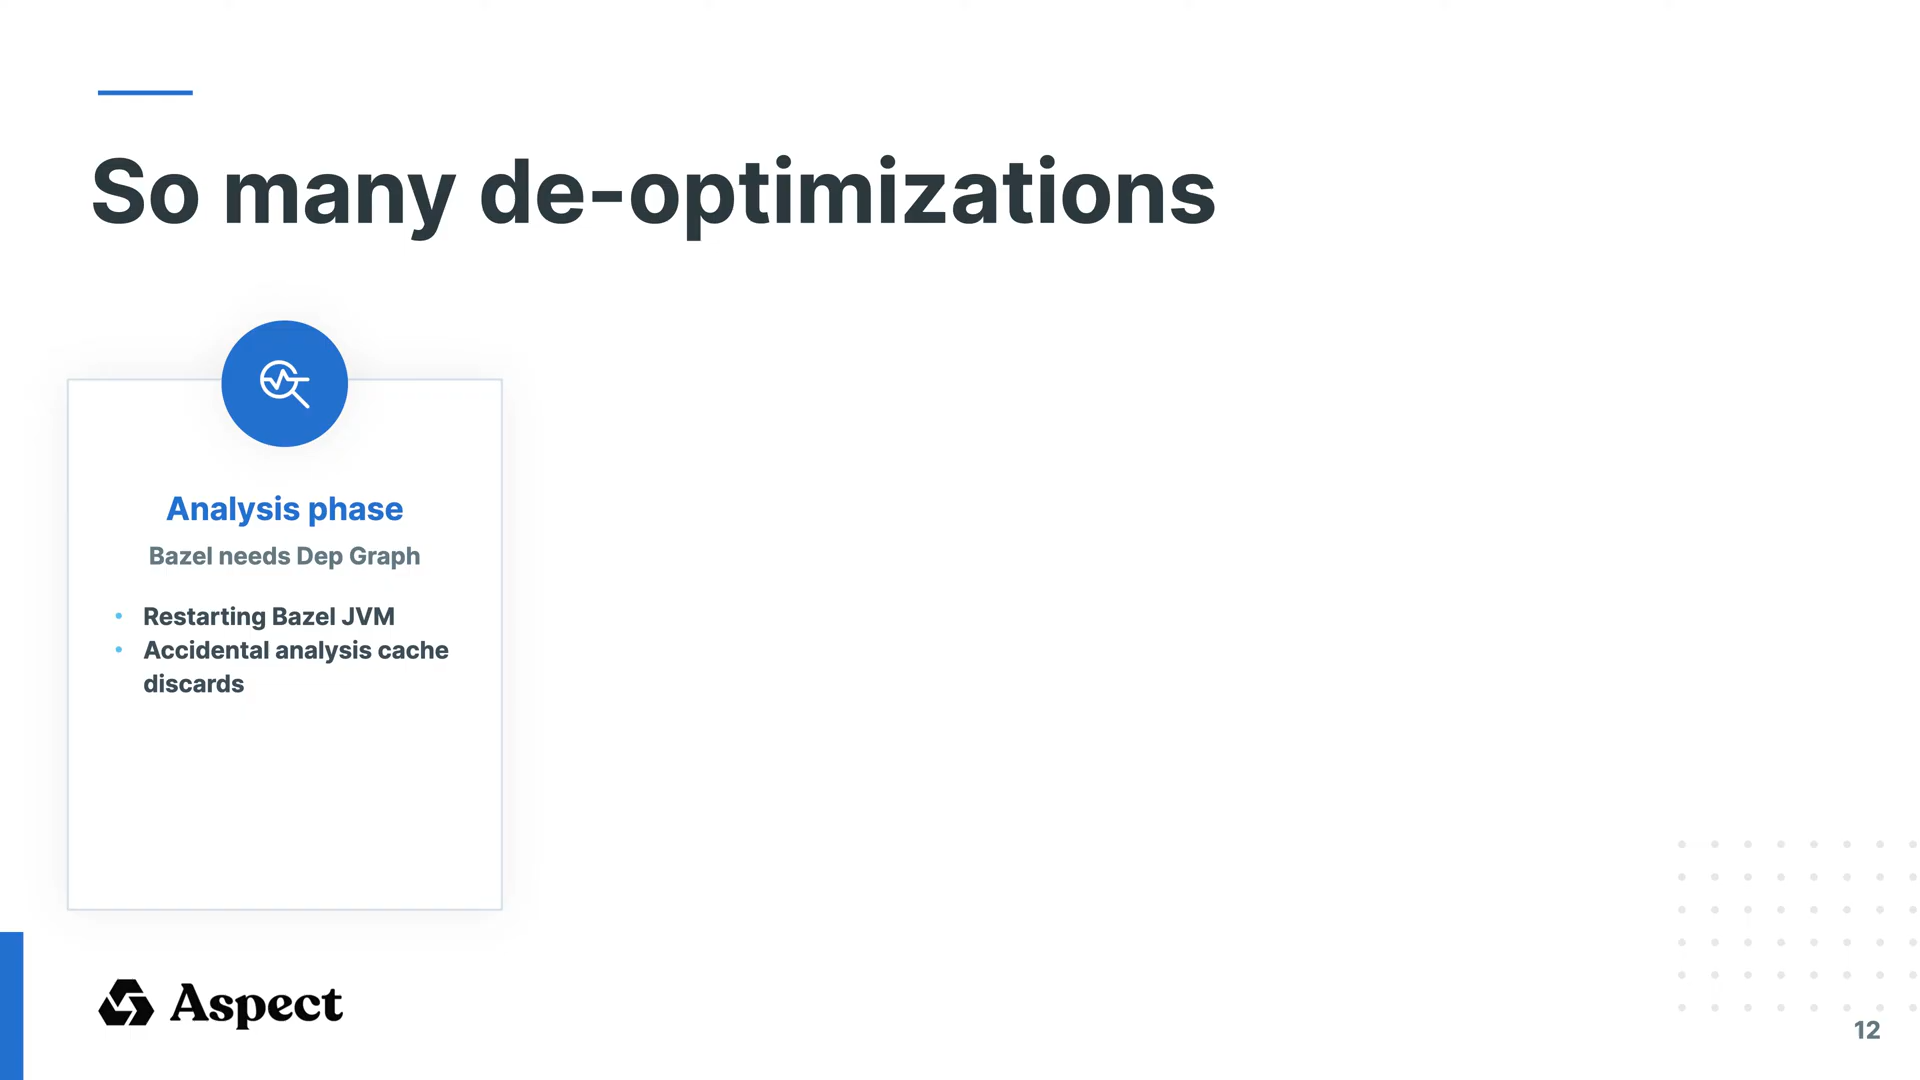 So many de-optimizations
Analysis phase
Bazel needs Dep Graph
• Restarting Bazel JVM
• Accidental analysis cache
discards
Aspect
12